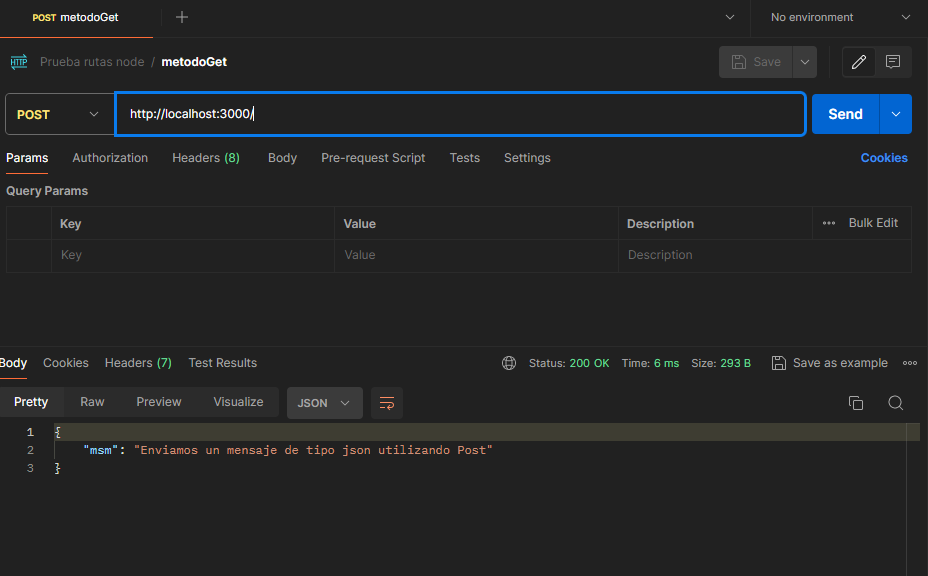 POST metodoGet
No environment
HTTP Prueba rutas node / metodoGet
Save
POST http://localhost:3000/ Send
Params Authorization Headers (8) Body Pre-request Script Tests Settings Cookies
Query Params
Key Value Description Bulk Edit
Key Value Description
Body Cookies Headers (7) Test Results Status: 200 OK Time: 6 ms Size: 293 B Save as example
Pretty Raw Preview Visualize JSON
1 {
2 "msm": "Enviamos un mensaje de tipo json utilizando Post"
3 }